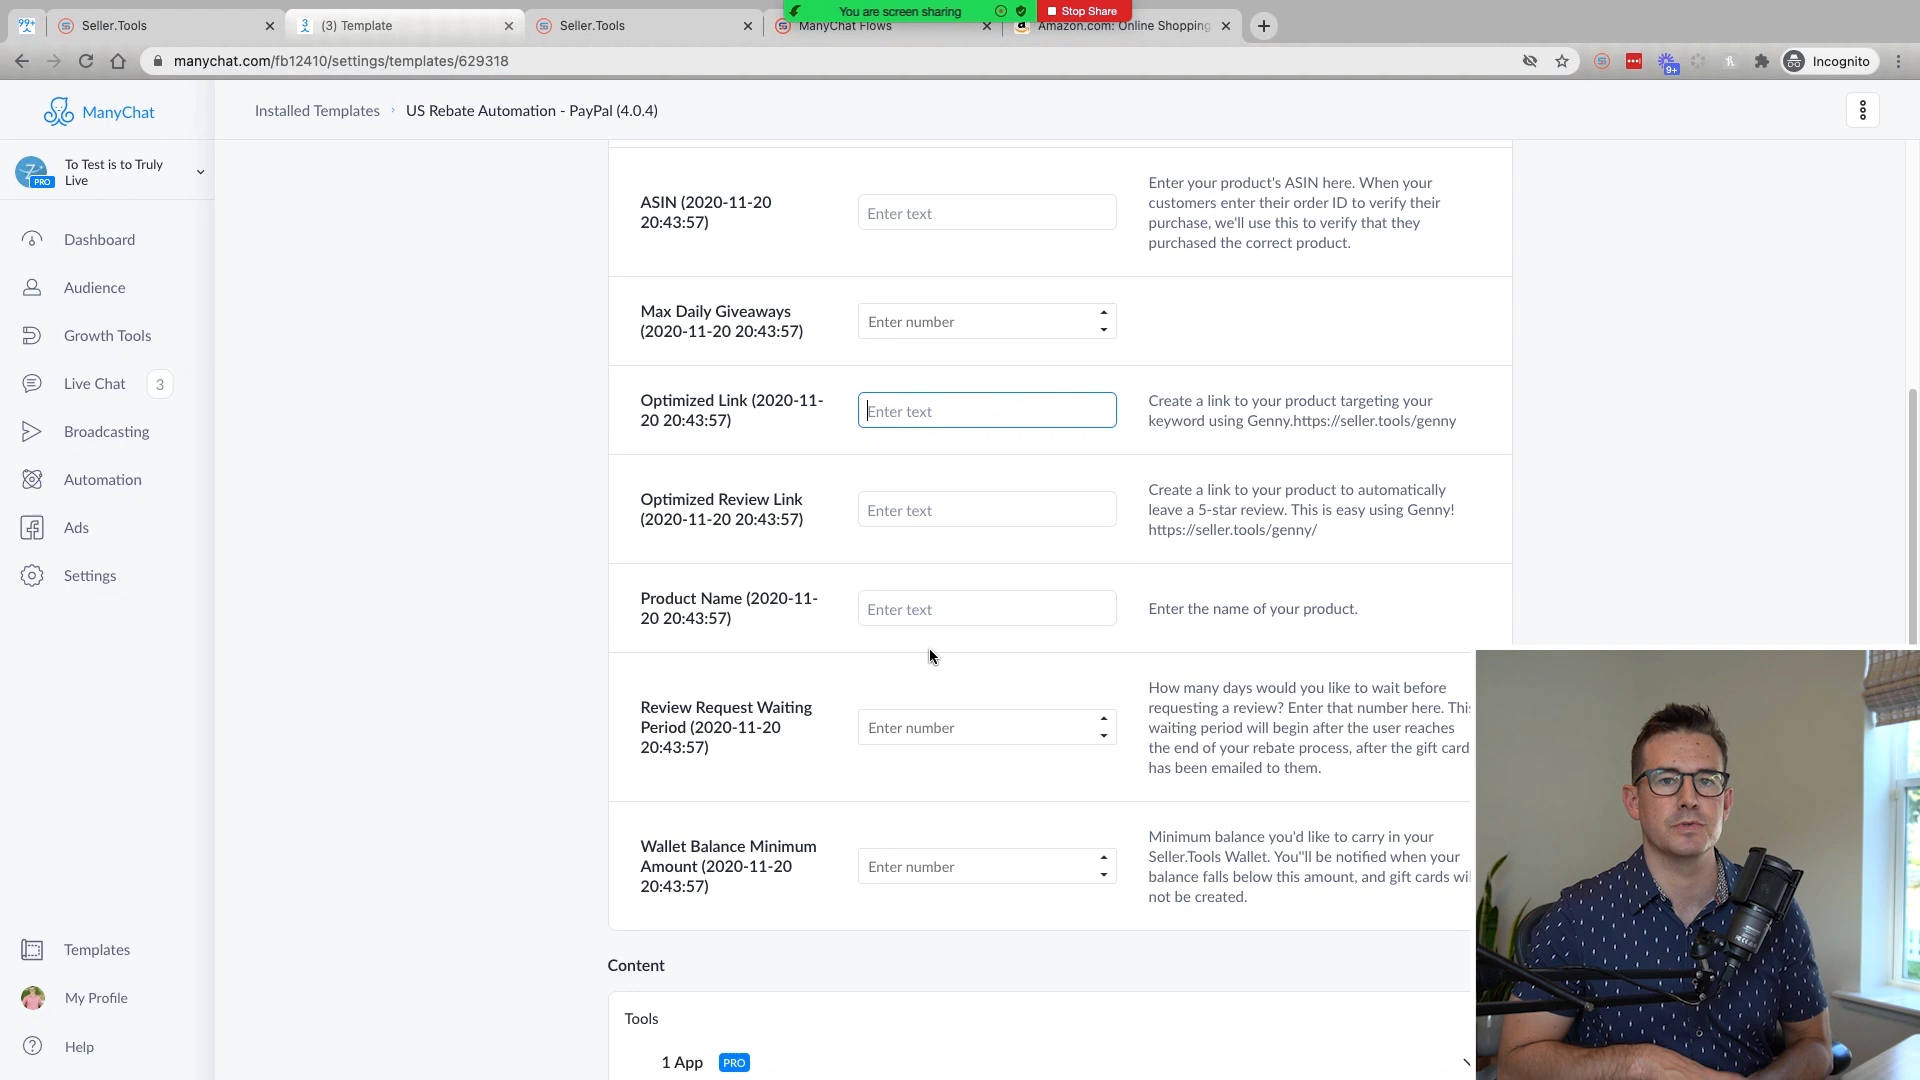 99+
Seller.Tools
3
(3) Template
Seller.Tools
ManyChat Flows
Amazon.com: Online Shopping
You are screen sharing
Stop Share
manychat.com/fb12410/settings/templates/629318
9+
Incognito
ManyChat
Installed Templates › US Rebate Automation - PayPal (4.0.4)
To Test is to Truly
Live
PRO
Dashboard
Audience
Growth Tools
Live Chat 3
Broadcasting
Automation
Ads
Settings
Templates
My Profile
Help
ASIN (2020-11-20
20:43:57)
Enter text
Enter your product's ASIN here. When your
customers enter their order ID to verify their
purchase, we'll use this to verify that they
purchased the correct product.
Max Daily Giveaways
(2020-11-20 20:43:57)
Enter number
Optimized Link (2020-11-
20 20:43:57)
Enter text
Create a link to your product targeting your
keyword using Genny.https://seller.tools/genny
Optimized Review Link
(2020-11-20 20:43:57)
Enter text
Create a link to your product to automatically
leave a 5-star review. This is easy using Genny!
https://seller.tools/genny/
Product Name (2020-11-
20 20:43:57)
Enter text
Enter the name of your product.
Review Request Waiting
Period (2020-11-20
20:43:57)
Enter number
How many days would you like to wait before
requesting a review? Enter that number here. This
waiting period will begin after the user reaches
the end of your rebate process, after the gift card
has been emailed to them.
Wallet Balance Minimum
Amount (2020-11-20
20:43:57)
Enter number
Minimum balance you'd like to carry in your
Seller.Tools Wallet. You"ll be notified when your
balance falls below this amount, and gift cards wi
not be created.
Content
Tools
1 App PRO